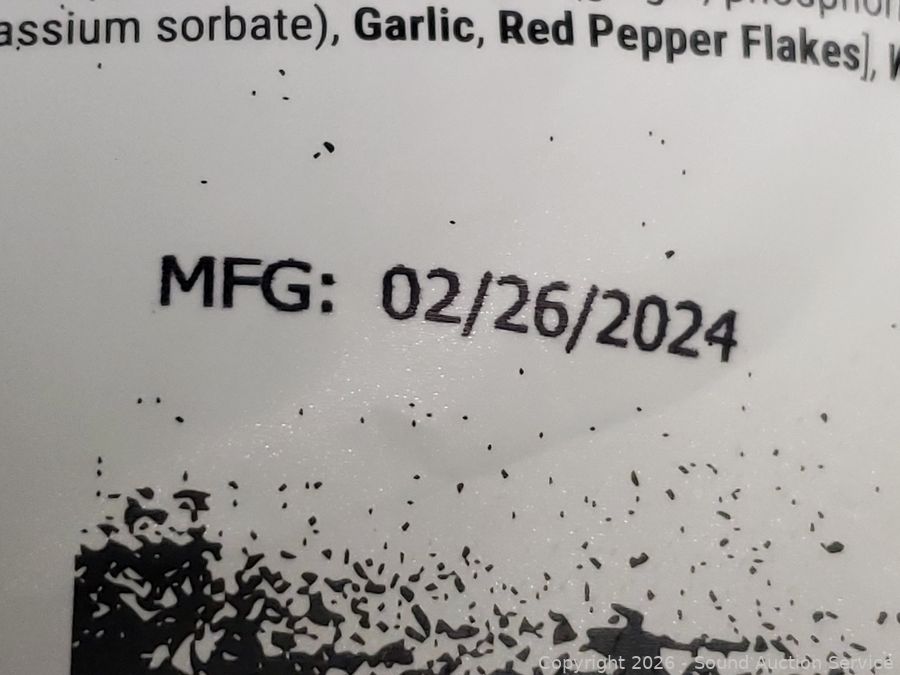 assium sorbate), Garlic, Red Pepper Flakes],
MFG: 02/26/2024
Copyright 2026 - Sound Auction Service